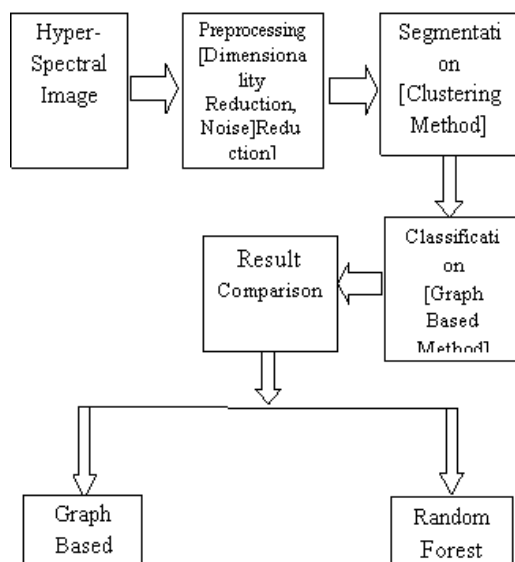 Hyper-
Spectral
Image
Preprocessing
[Dimensiona
lity
Reduction,
Noise]Redu
ction]
Segmentati
on
[Clustering
Method]
Classificati
on
[Graph
Based
Method]
Result
Comparison
Graph
Based
Random
Forest